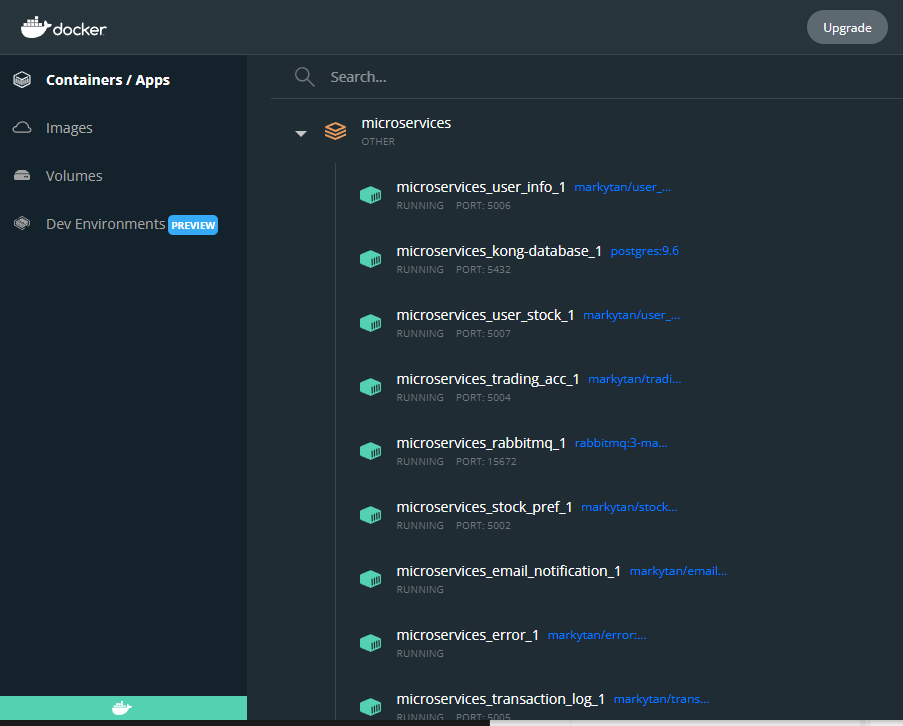 docker
Upgrade
Containers / Apps
Images
Volumes
Dev Environments PREVIEW
Search...
microservices
OTHER
microservices_user_info_1 markytan/user_...
RUNNING PORT: 5006
microservices_kong-database_1 postgres:9.6
RUNNING PORT: 5432
microservices_user_stock_1 markytan/user_...
RUNNING PORT: 5007
microservices_trading_acc_1 markytan/tradi...
RUNNING PORT: 5004
microservices_rabbitmq_1 rabbitmq:3-ma...
RUNNING PORT: 15672
microservices_stock_pref_1 markytan/stock...
RUNNING PORT: 5002
microservices_email_notification_1 markytan/email...
RUNNING
microservices_error_1 markytan/error:...
RUNNING
microservices_transaction_log_1 markytan/trans...
RUNNING PORT: 5005